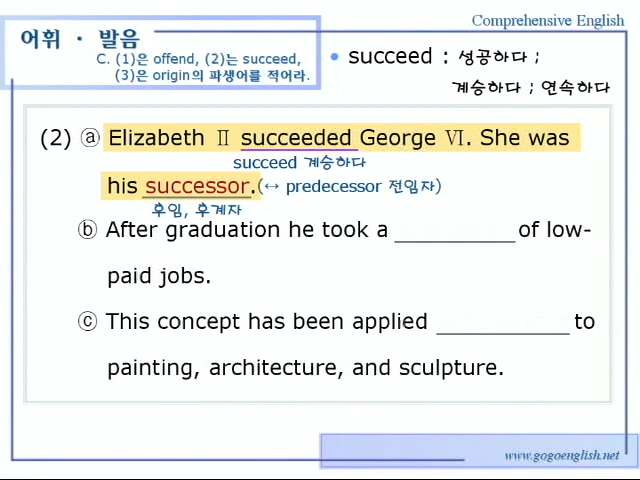 Comprehensive English
어휘 · 발음
C. (1)은 offend, (2)는 succeed,
(3)은 origin의 파생어를 적어라.
• succeed : 성공하다 ;
계승하다 ; 연속하다
(2) ⓐ Elizabeth Ⅱ succeeded George Ⅵ. She was
succeed 계승하다
his successor.(↔ predecessor 전임자)
후임, 후계자
ⓑ After graduation he took a __________ of low-
paid jobs.
ⓒ This concept has been applied ___________ to
painting, architecture, and sculpture.
www.gogoenglish.net